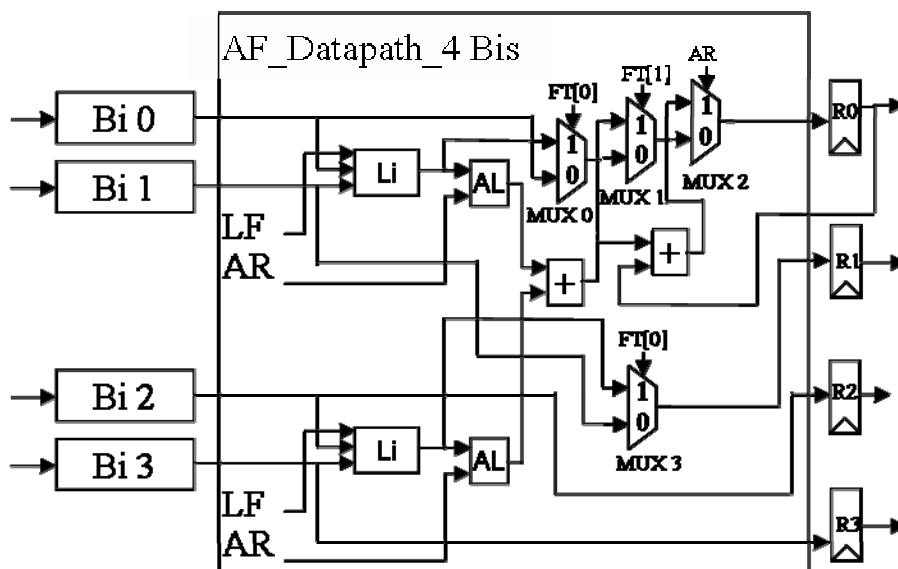 AF_Datapath_4 Bis
AR
FT[1]
FT[0]
Bi 0
1
1
1
R0
0
0
0
Li
AL
MUX 2
Bi 1
MUX 1
MUX 0
LF
AR
+
+
R1
FT[0]
Bi 2
1
R2
0
Li
AL
MUX 3
Bi 3
LF
AR
R3